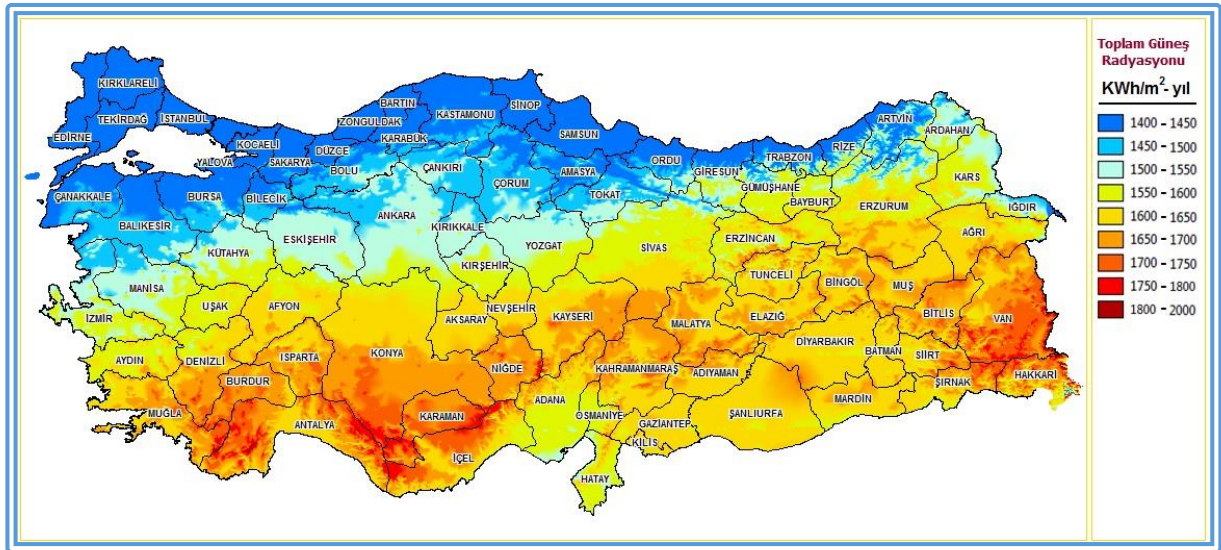 Toplam Güneş
Radyasyonu
KWh/m²- yıl
1400 - 1450
1450 - 1500
1500 - 1550
1550 - 1600
1600 - 1650
1650 - 1700
1700 - 1750
1750 - 1800
1800 - 2000
KIRKLARELİ
EDİRNE
TEKİRDAĞ
İSTANBUL
KOCAELİ
YALOVA
SAKARYA
DÜZCE
ZONGULDAK
BARTIN
KARABÜK
KASTAMONU
SİNOP
SAMSUN
BOLU
ÇANKIRI
ÇORUM
AMASYA
TOKAT
ORDU
GİRESUN
TRABZON
RİZE
ARTVİN
ARDAHAN
GÜMÜŞHANE
BAYBURT
ERZURUM
KARS
IĞDIR
AĞRI
ÇANAKKALE
BURSA
BİLECİK
BALIKESİR
KÜTAHYA
ESKİŞEHİR
ANKARA
KIRIKKALE
YOZGAT
SİVAS
ERZİNCAN
KIRŞEHİR
TUNCELİ
BİNGÖL
MUŞ
MANİSA
UŞAK
AFYON
İZMİR
NEVŞEHİR
AKSARAY
KAYSERİ
MALATYA
ELAZIĞ
BİTLİS
VAN
AYDIN
DENİZLİ
ISPARTA
KONYA
BURDUR
NİĞDE
KAHRAMANMARAŞ
ADIYAMAN
DİYARBAKIR
BATMAN
SİİRT
ŞIRNAK
HAKKARİ
MARDİN
ŞANLIURFA
MUĞLA
ANTALYA
KARAMAN
İÇEL
ADANA
OSMANİYE
GAZİANTEP
KİLİS
HATAY